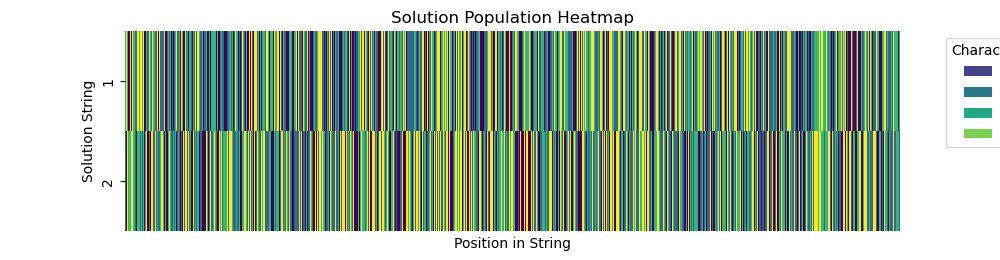 Solution Population Heatmap
Solution String
1
2
Position in String
Charac